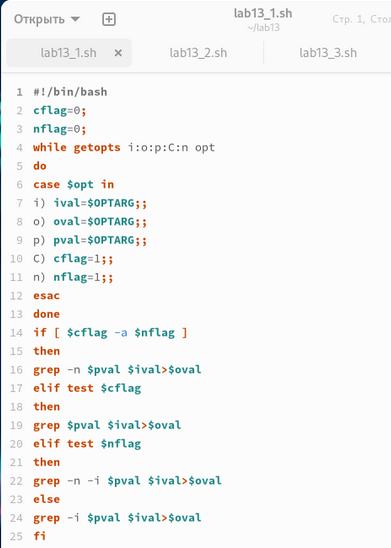 Открыть
lab13_1.sh
~/lab13
Стр. 1,
lab13_1.sh × lab13_2.sh lab13_3.sh
1 #!/bin/bash
2 cflag=0;
3 nflag=0;
4 while getopts i:o:p:C:n opt
5 do
6 case $opt in
7 i) ival=$OPTARG;;
8 o) oval=$OPTARG;;
9 p) pval=$OPTARG;;
10 C) cflag=1;;
11 n) nflag=1;;
12 esac
13 done
14 if [ $cflag -a $nflag ]
15 then
16 grep -n $pval $ival>$oval
17 elif test $cflag
18 then
19 grep $pval $ival>$oval
20 elif test $nflag
21 then
22 grep -n -i $pval $ival>$oval
23 else
24 grep -i $pval $ival>$oval
25 fi